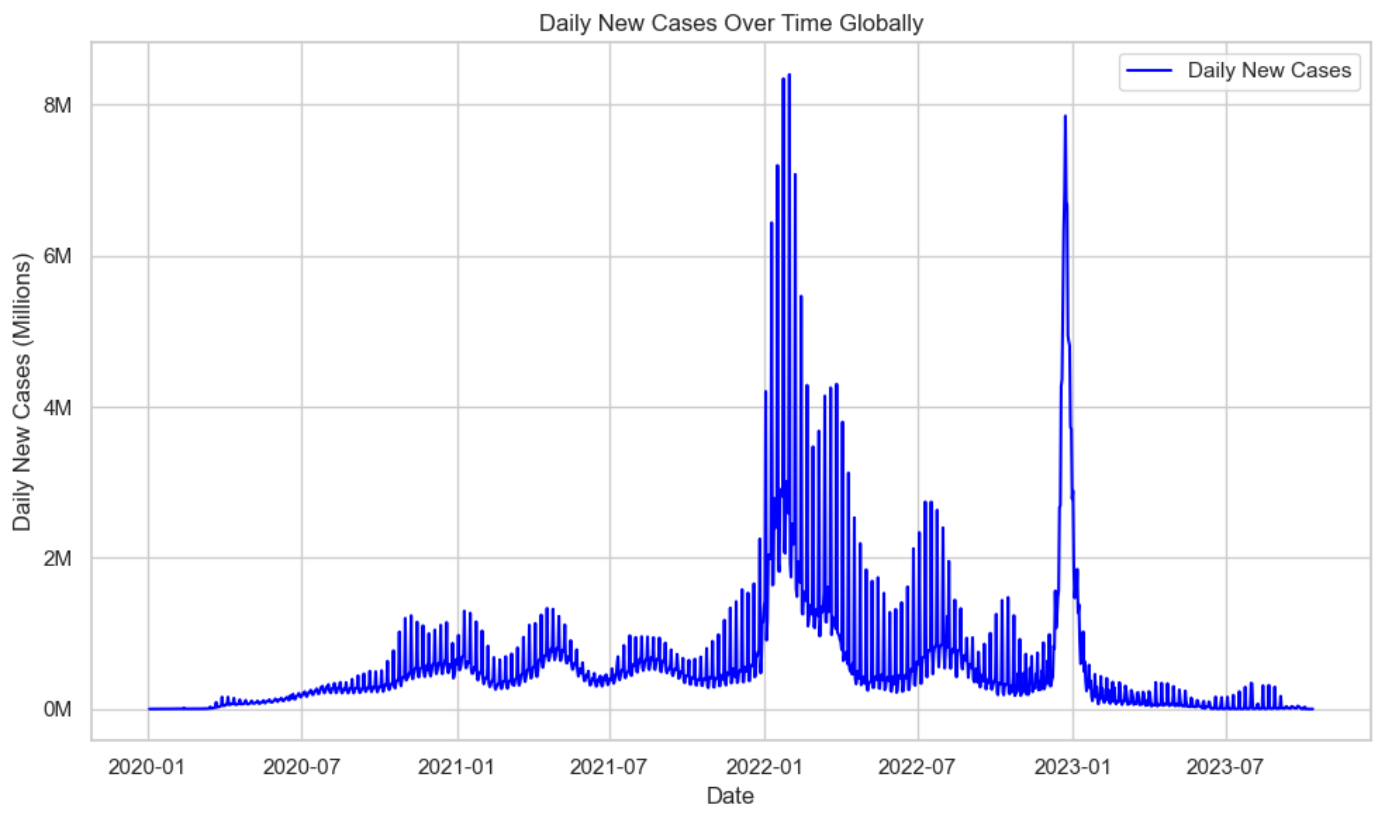 Daily New Cases Over Time Globally
Daily New Cases
Daily New Cases (Millions)
8M
6M
4M
2M
0M
2020-01 2020-07 2021-01 2021-07 2022-01 2022-07 2023-01 2023-07
Date